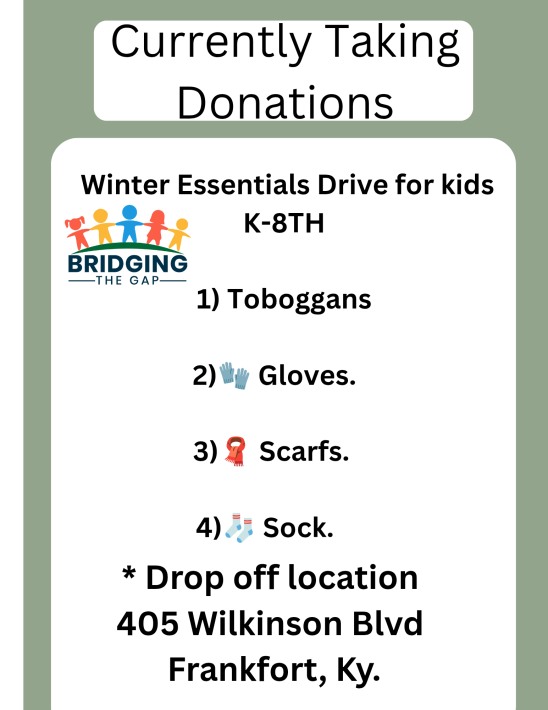 Currently Taking
Donations
Winter Essentials Drive for kids
K-8TH
BRIDGING
THE GAP
1) Toboggans
2)🧤 Gloves.
3)🧣 Scarfs.
4)🧦 Sock.
* Drop off location
405 Wilkinson Blvd
Frankfort, Ky.